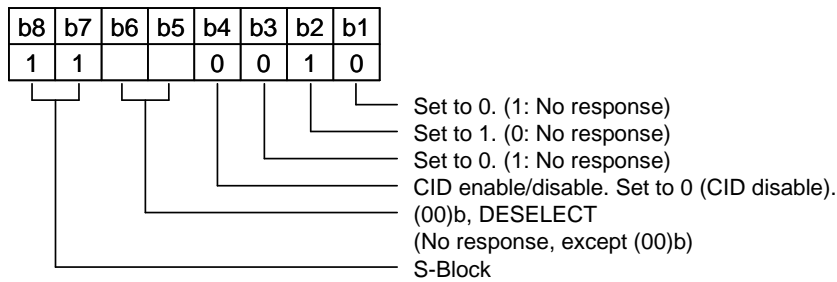 b8 b7 b6 b5 b4 b3 b2 b1
1 1 0 0 1 0
Set to 0. (1: No response)
Set to 1. (0: No response)
Set to 0. (1: No response)
CID enable/disable. Set to 0 (CID disable).
(00)b, DESELECT
(No response, except (00)b)
S-Block